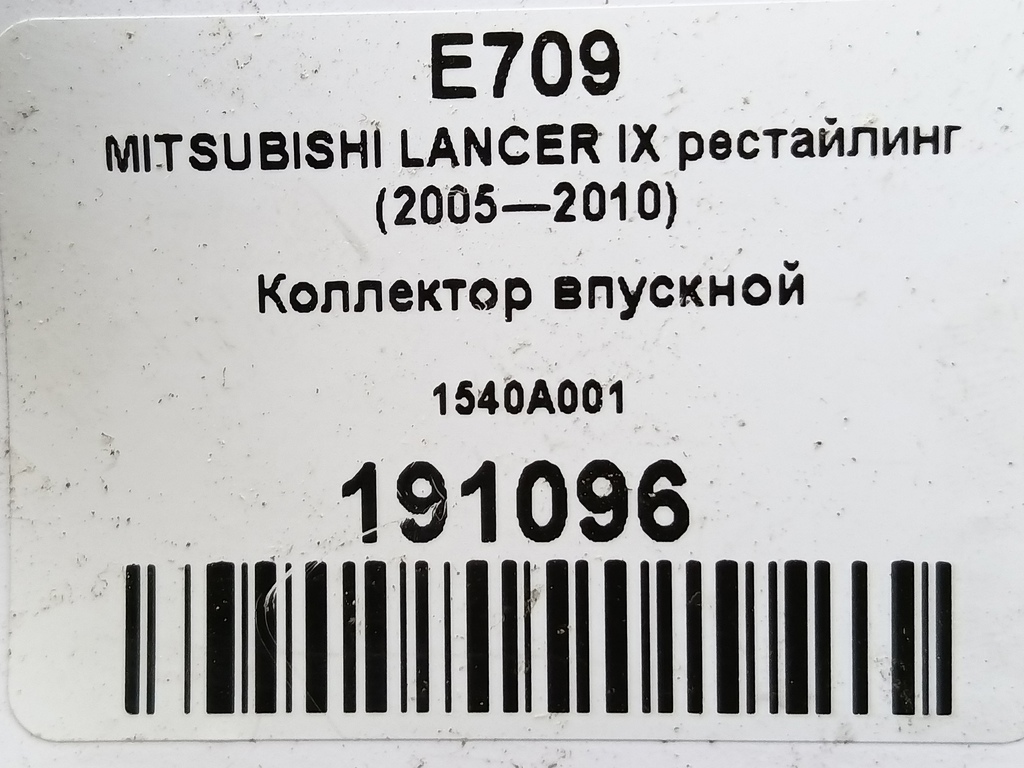 E709
MITSUBISHI LANCER IX рестайлинг
(2005—2010)
Коллектор впускной
1540A001
191096